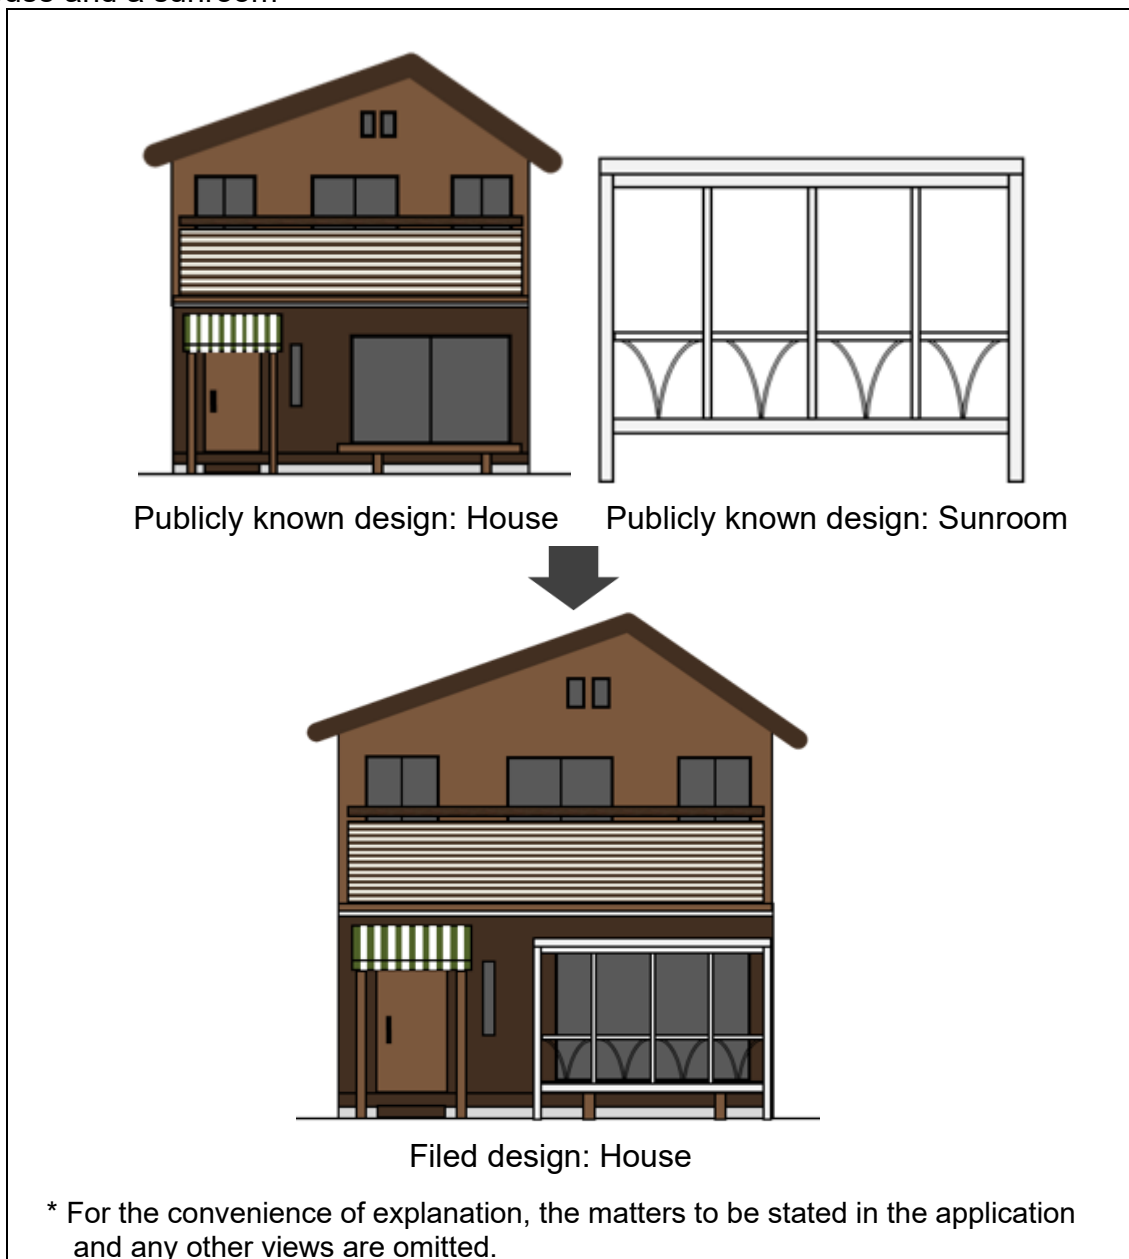 Publicly known design: House
Publicly known design: Sunroom
Filed design: House
* For the convenience of explanation, the matters to be stated in the application
and any other views are omitted.